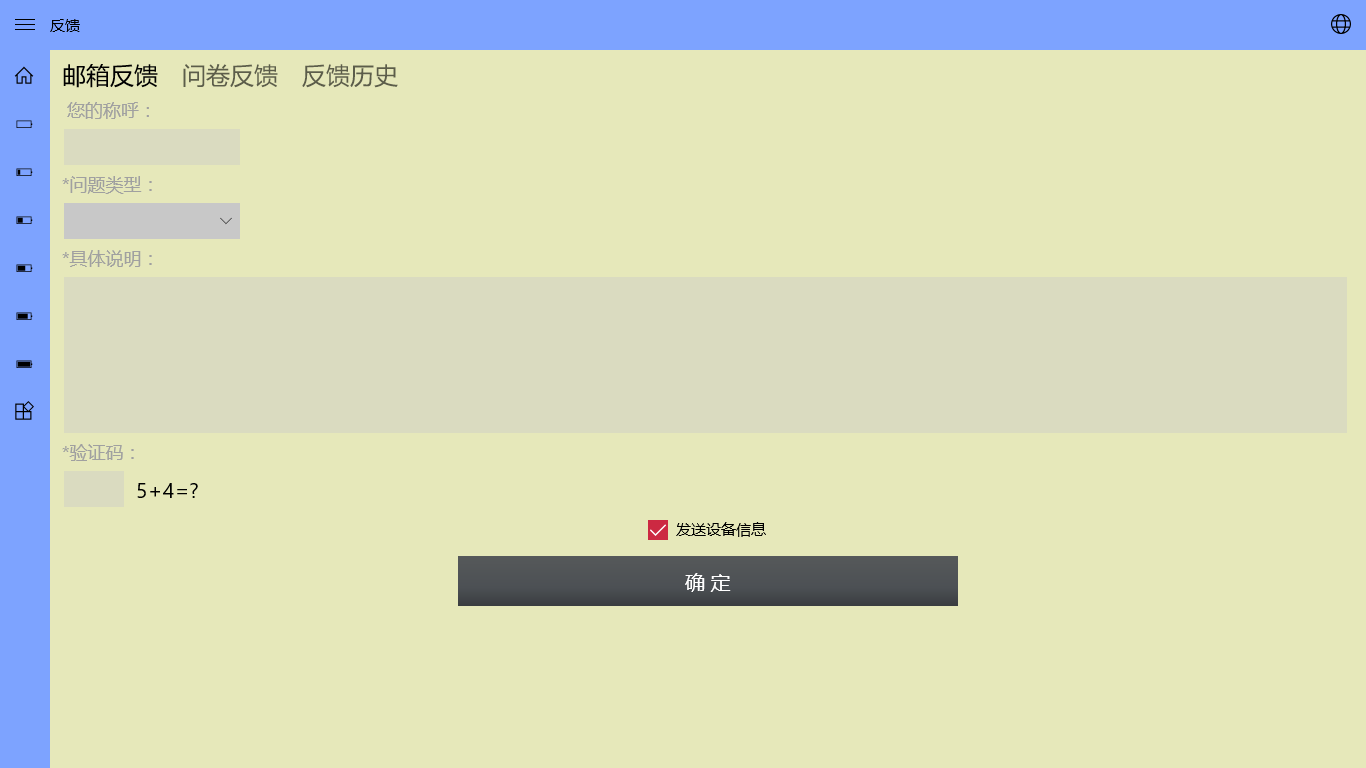 反馈
邮箱反馈 问卷反馈 反馈历史
您的称呼：
*问题类型：
*具体说明：
*验证码：
5+4=?
发送设备信息
确定